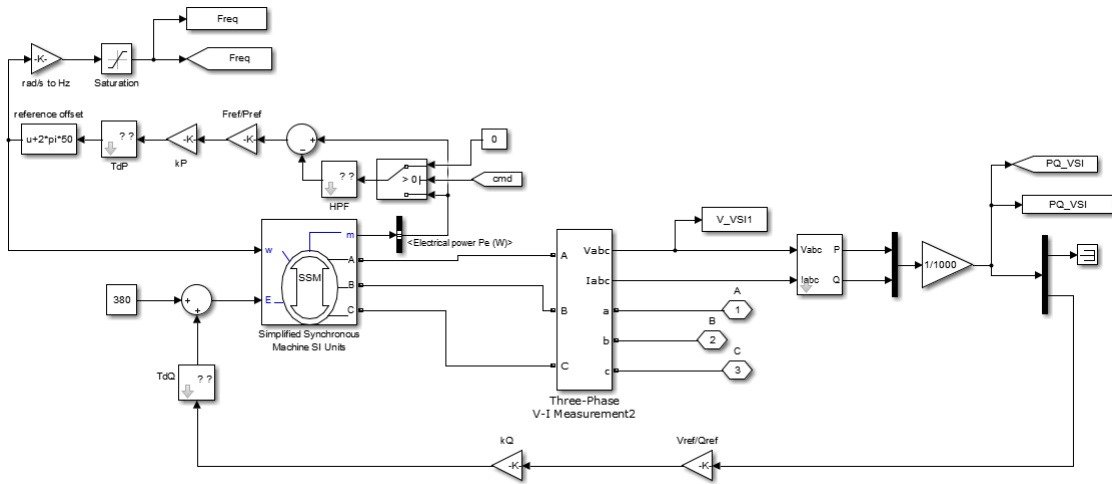 Freq
-K-
Freq
rad/s to Hz
Saturation
reference offset
Fref/Pref
u+2*pi*50
? ?
-K-
-K-
+
−
0
TdP
kP
? ?
> 0
cmd
HPF
PQ_VSI
PQ_VSI
V_VSI1
<Electrical power Pe (W)>
w
m
A
SSM
B
E
C
Simplified Synchronous
Machine SI Units
380
+
+
A
Vabc
Iabc
B
a
b
C
c
Three-Phase
V-I Measurement2
Vabc
P
Iabc
Q
1/1000
A
1
B
2
C
3
TdQ
? ?
kQ
-K-
Vref/Qref
-K-